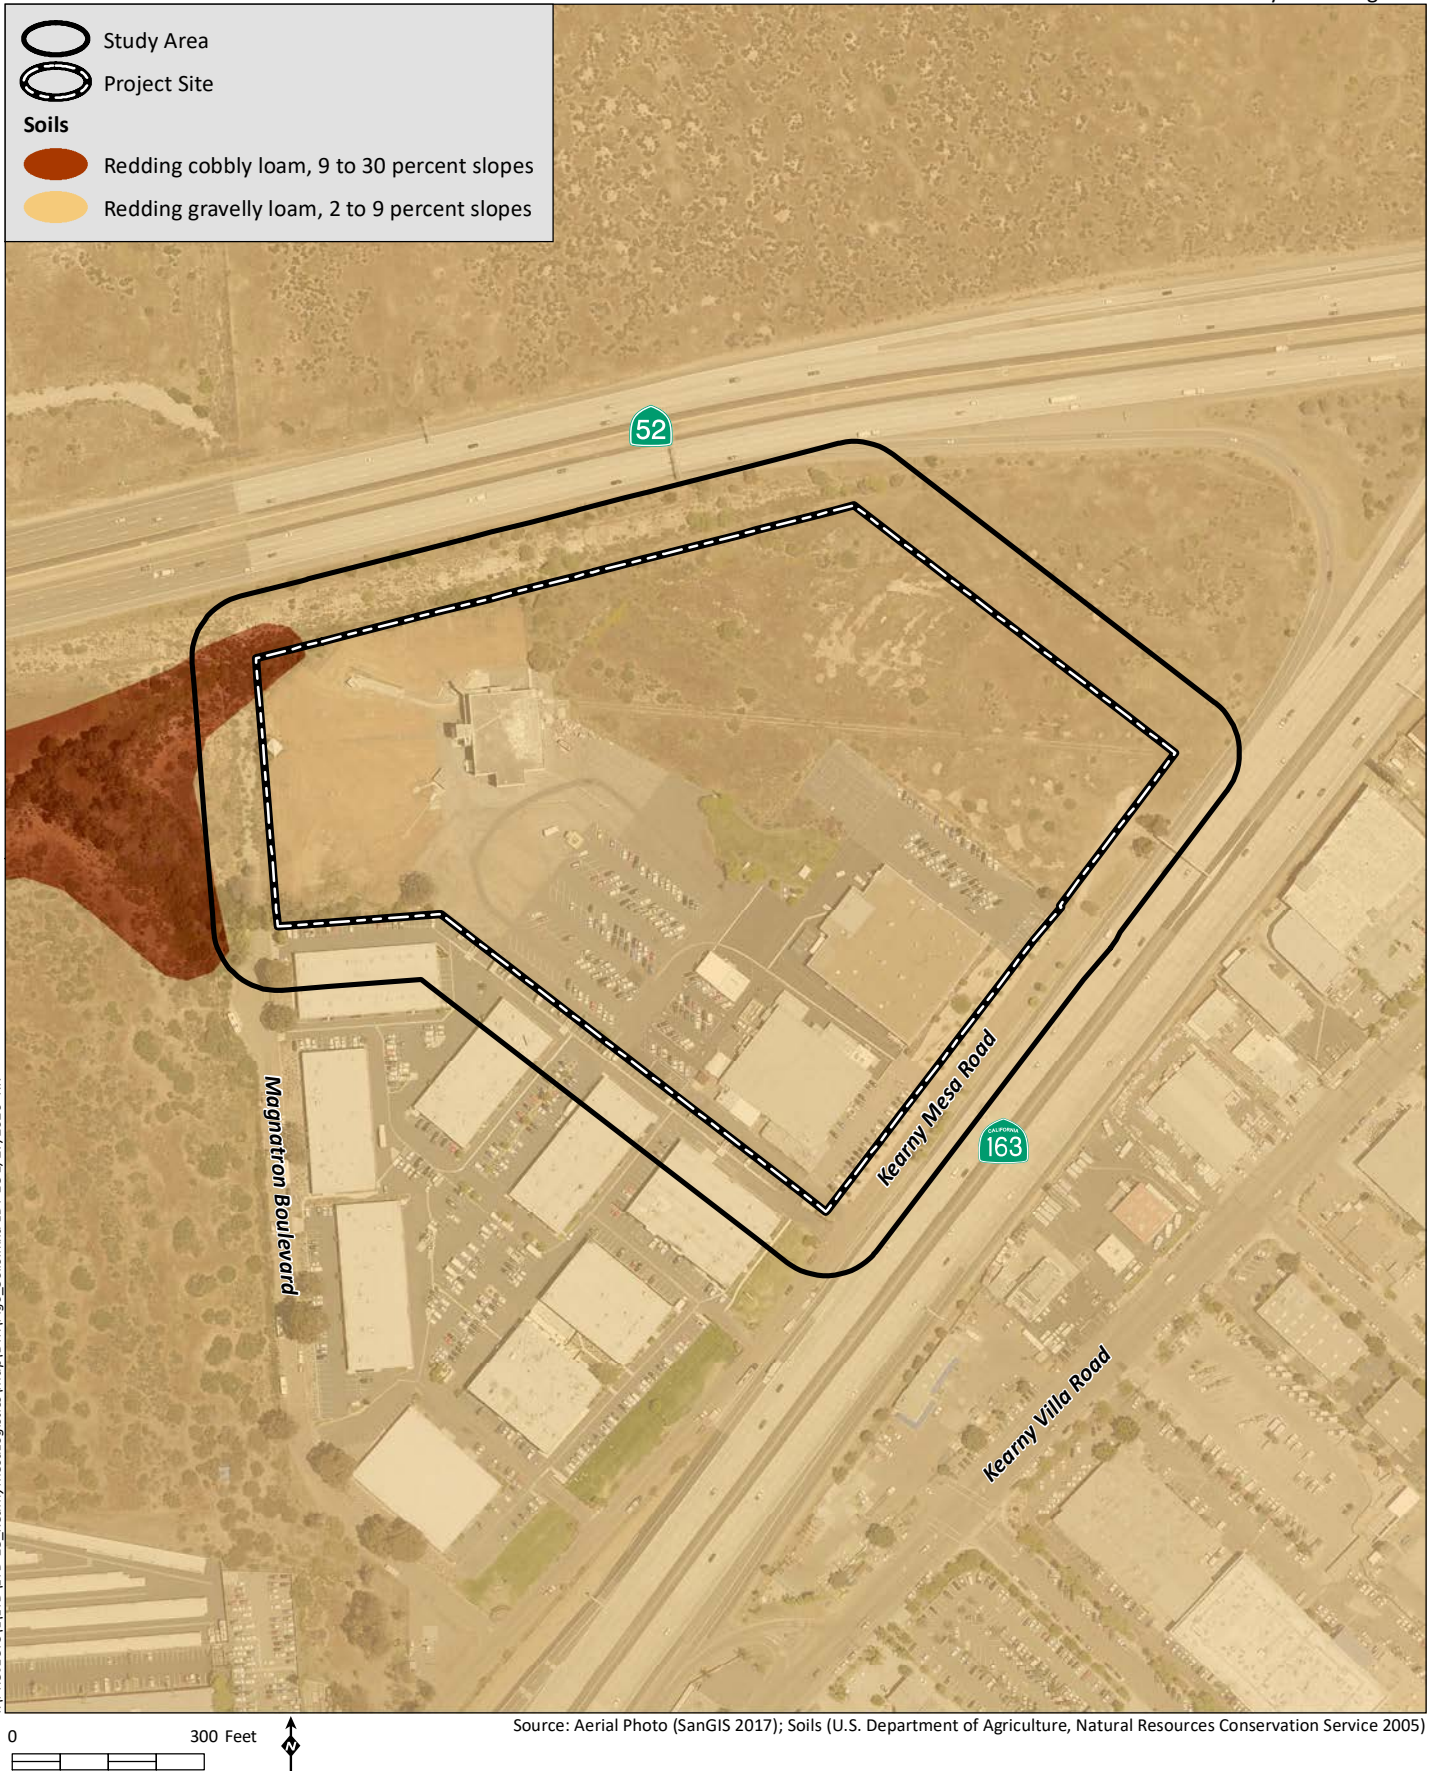 Study Area
Project Site
Soils
Redding cobbly loam, 9 to 30 percent slopes
Redding gravelly loam, 2 to 9 percent slopes
52
Kearny Mesa Road
CALIFORNIA
163
Magnatron Boulevard
Kearny Villa Road
0 300 Feet
N
Source: Aerial Photo (SanGIS 2017); Soils (U.S. Department of Agriculture, Natural Resources Conservation Service 2005)